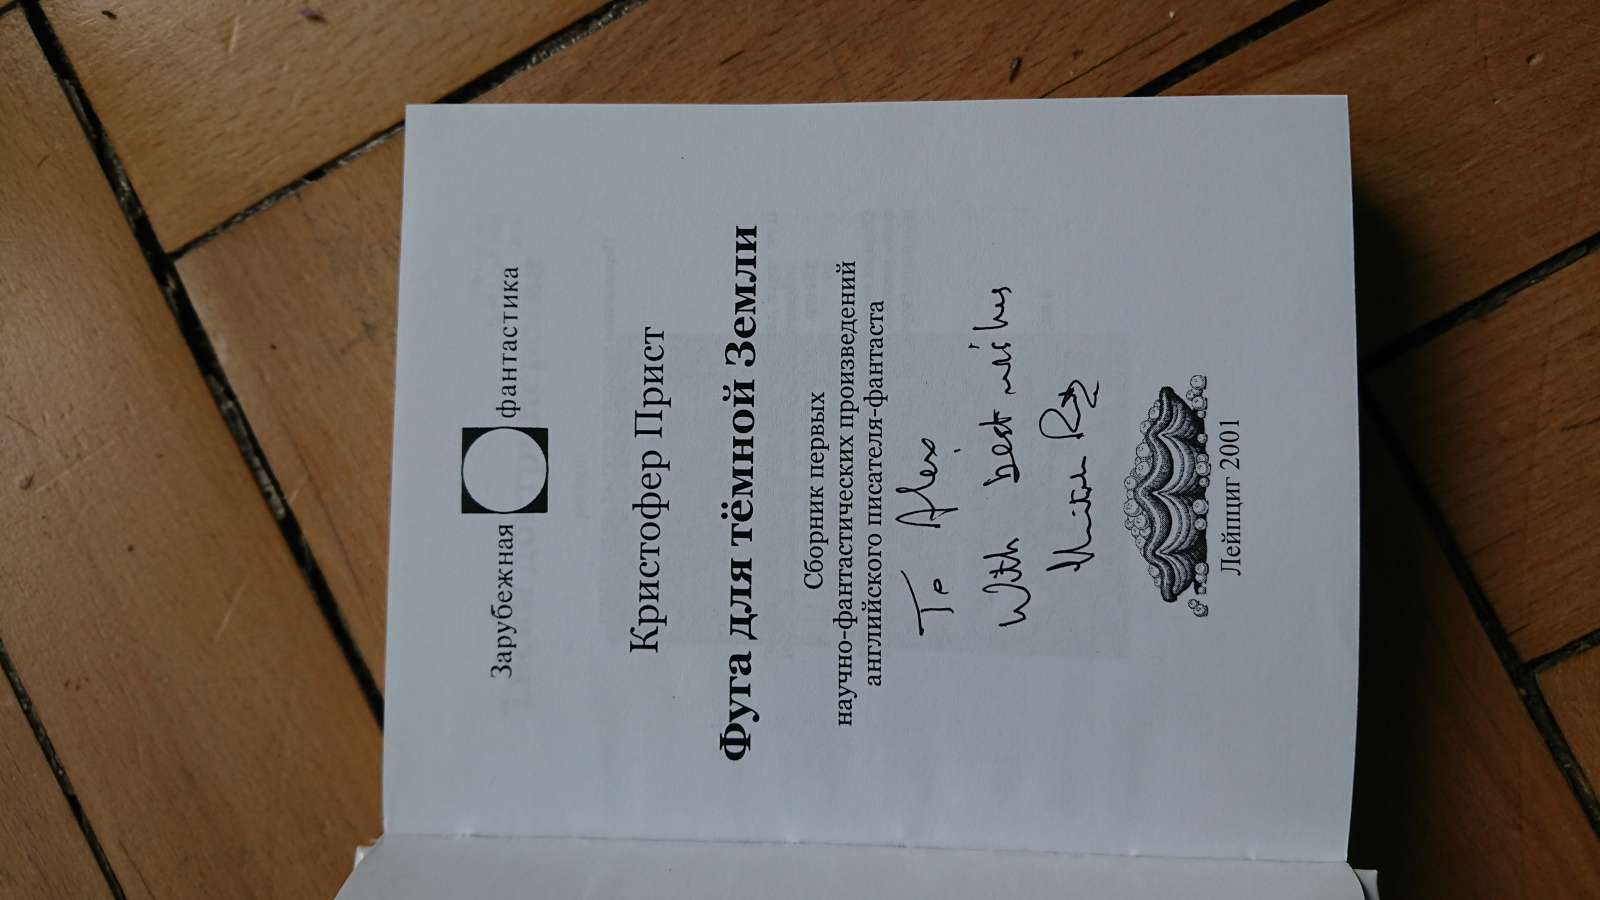 Зарубежная фантастика
Кристофер Прист
Фуга для тёмной Земли
Сборник первых
научно-фантастических произведений
английского писателя-фантаста
To Alex,
With best wishes
Лейпциг 2001